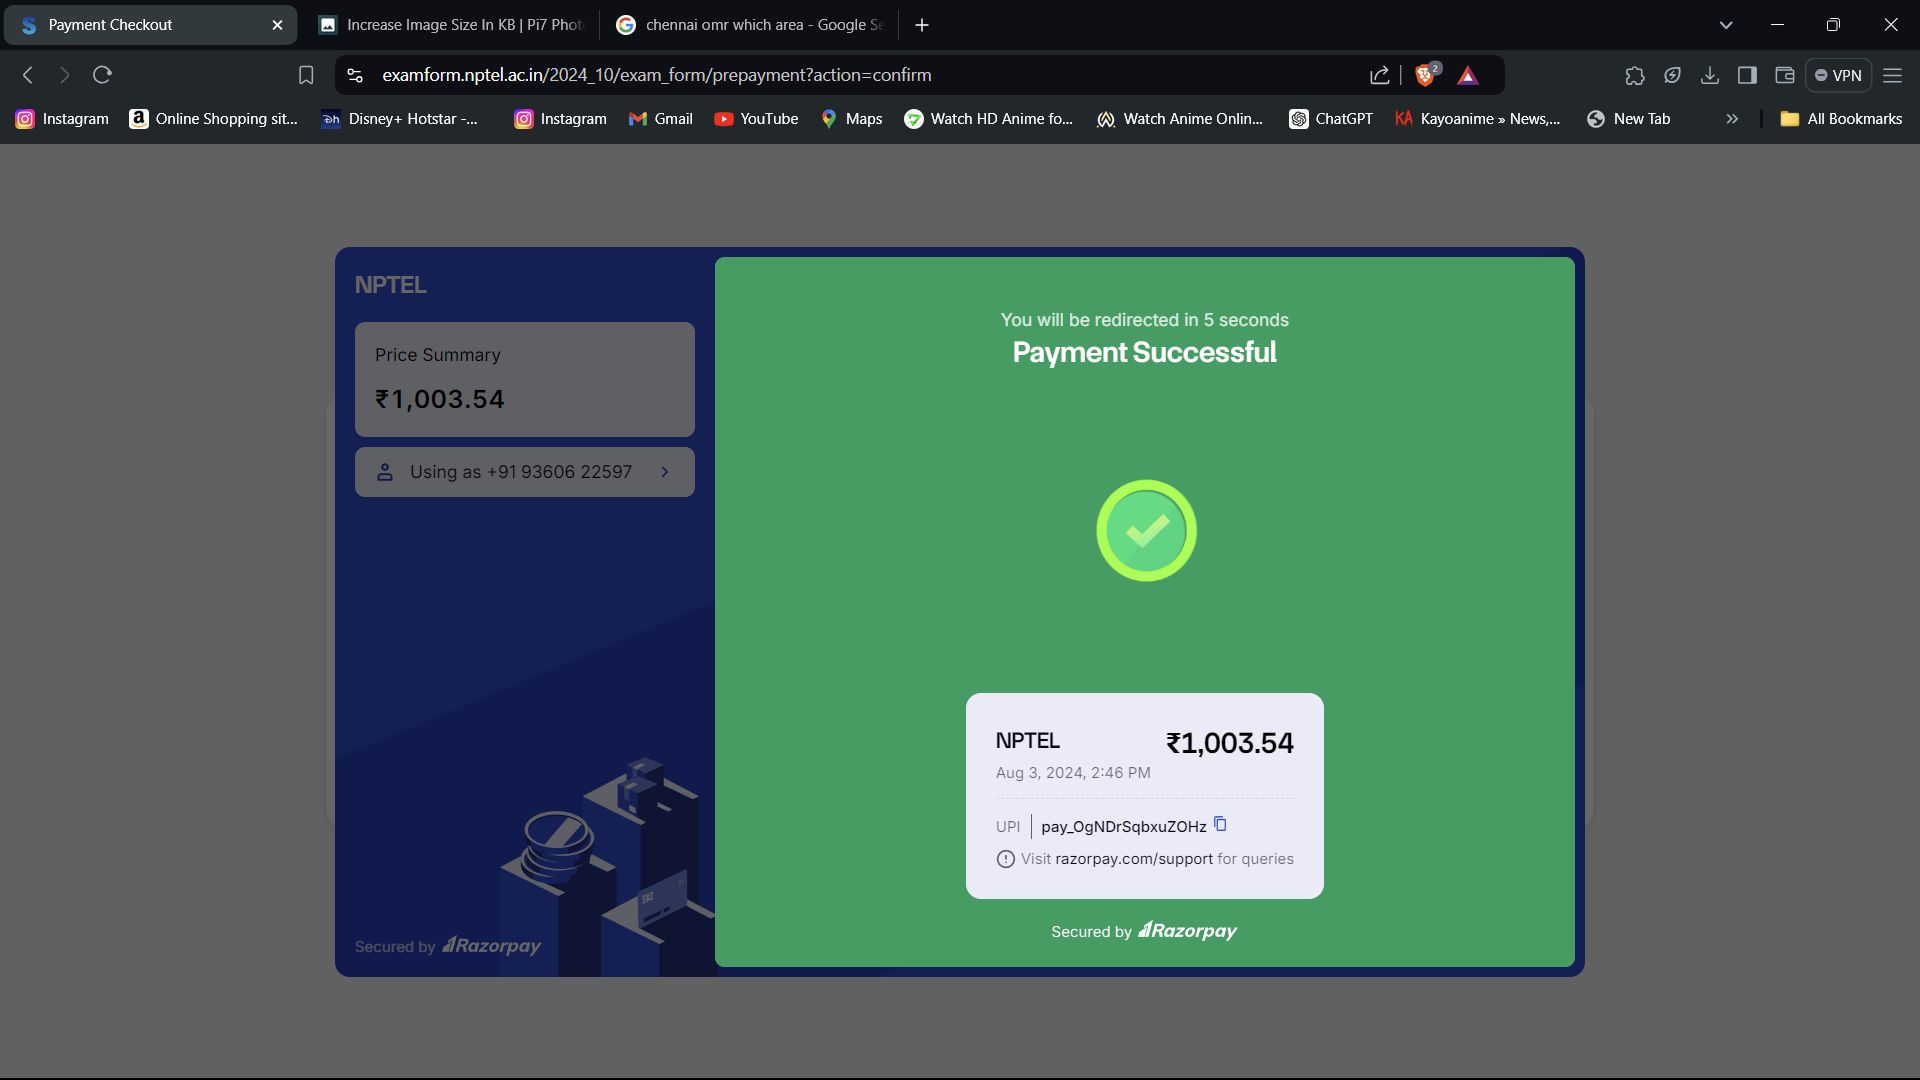 Payment Checkout
Increase Image Size In KB | Pi7 Phot
chennai omr which area - Google Se
examform.nptel.ac.in/2024_10/exam_form/prepayment?action=confirm
2
VPN
Instagram
Online Shopping sit...
Disney+ Hotstar -...
Instagram
Gmail
YouTube
Maps
Watch HD Anime fo...
Watch Anime Onlin...
ChatGPT
KA Kayoanime » News,...
New Tab
»
All Bookmarks
NPTEL
Price Summary
₹1,003.54
Using as +91 93606 22597
Secured by Razorpay
You will be redirected in 5 seconds
Payment Successful
NPTEL ₹1,003.54
Aug 3, 2024, 2:46 PM
UPI pay_OgNDrSqbxuZOHz
Visit razorpay.com/support for queries
Secured by Razorpay